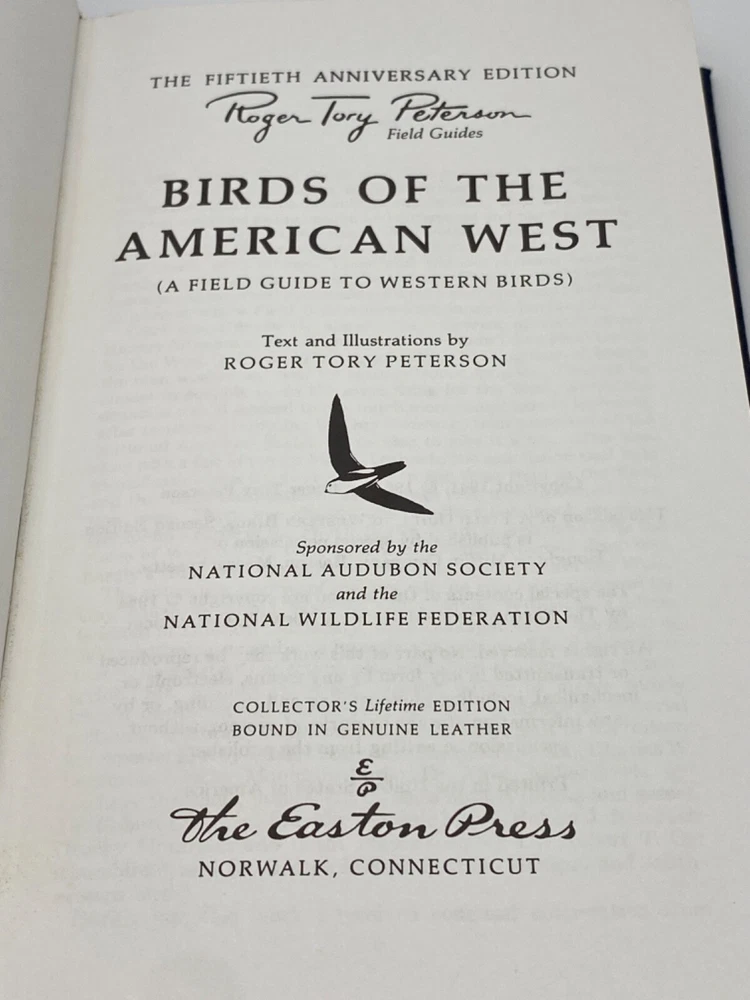 THE FIFTIETH ANNIVERSARY EDITION
Roger Tory Peterson
Field Guides
BIRDS OF THE
AMERICAN WEST
(A FIELD GUIDE TO WESTERN BIRDS)
Text and Illustrations by
ROGER TORY PETERSON
Sponsored by the
NATIONAL AUDUBON SOCIETY
and the
NATIONAL WILDLIFE FEDERATION
COLLECTOR'S Lifetime EDITION
BOUND IN GENUINE LEATHER
E
P
The Easton Press
NORWALK, CONNECTICUT